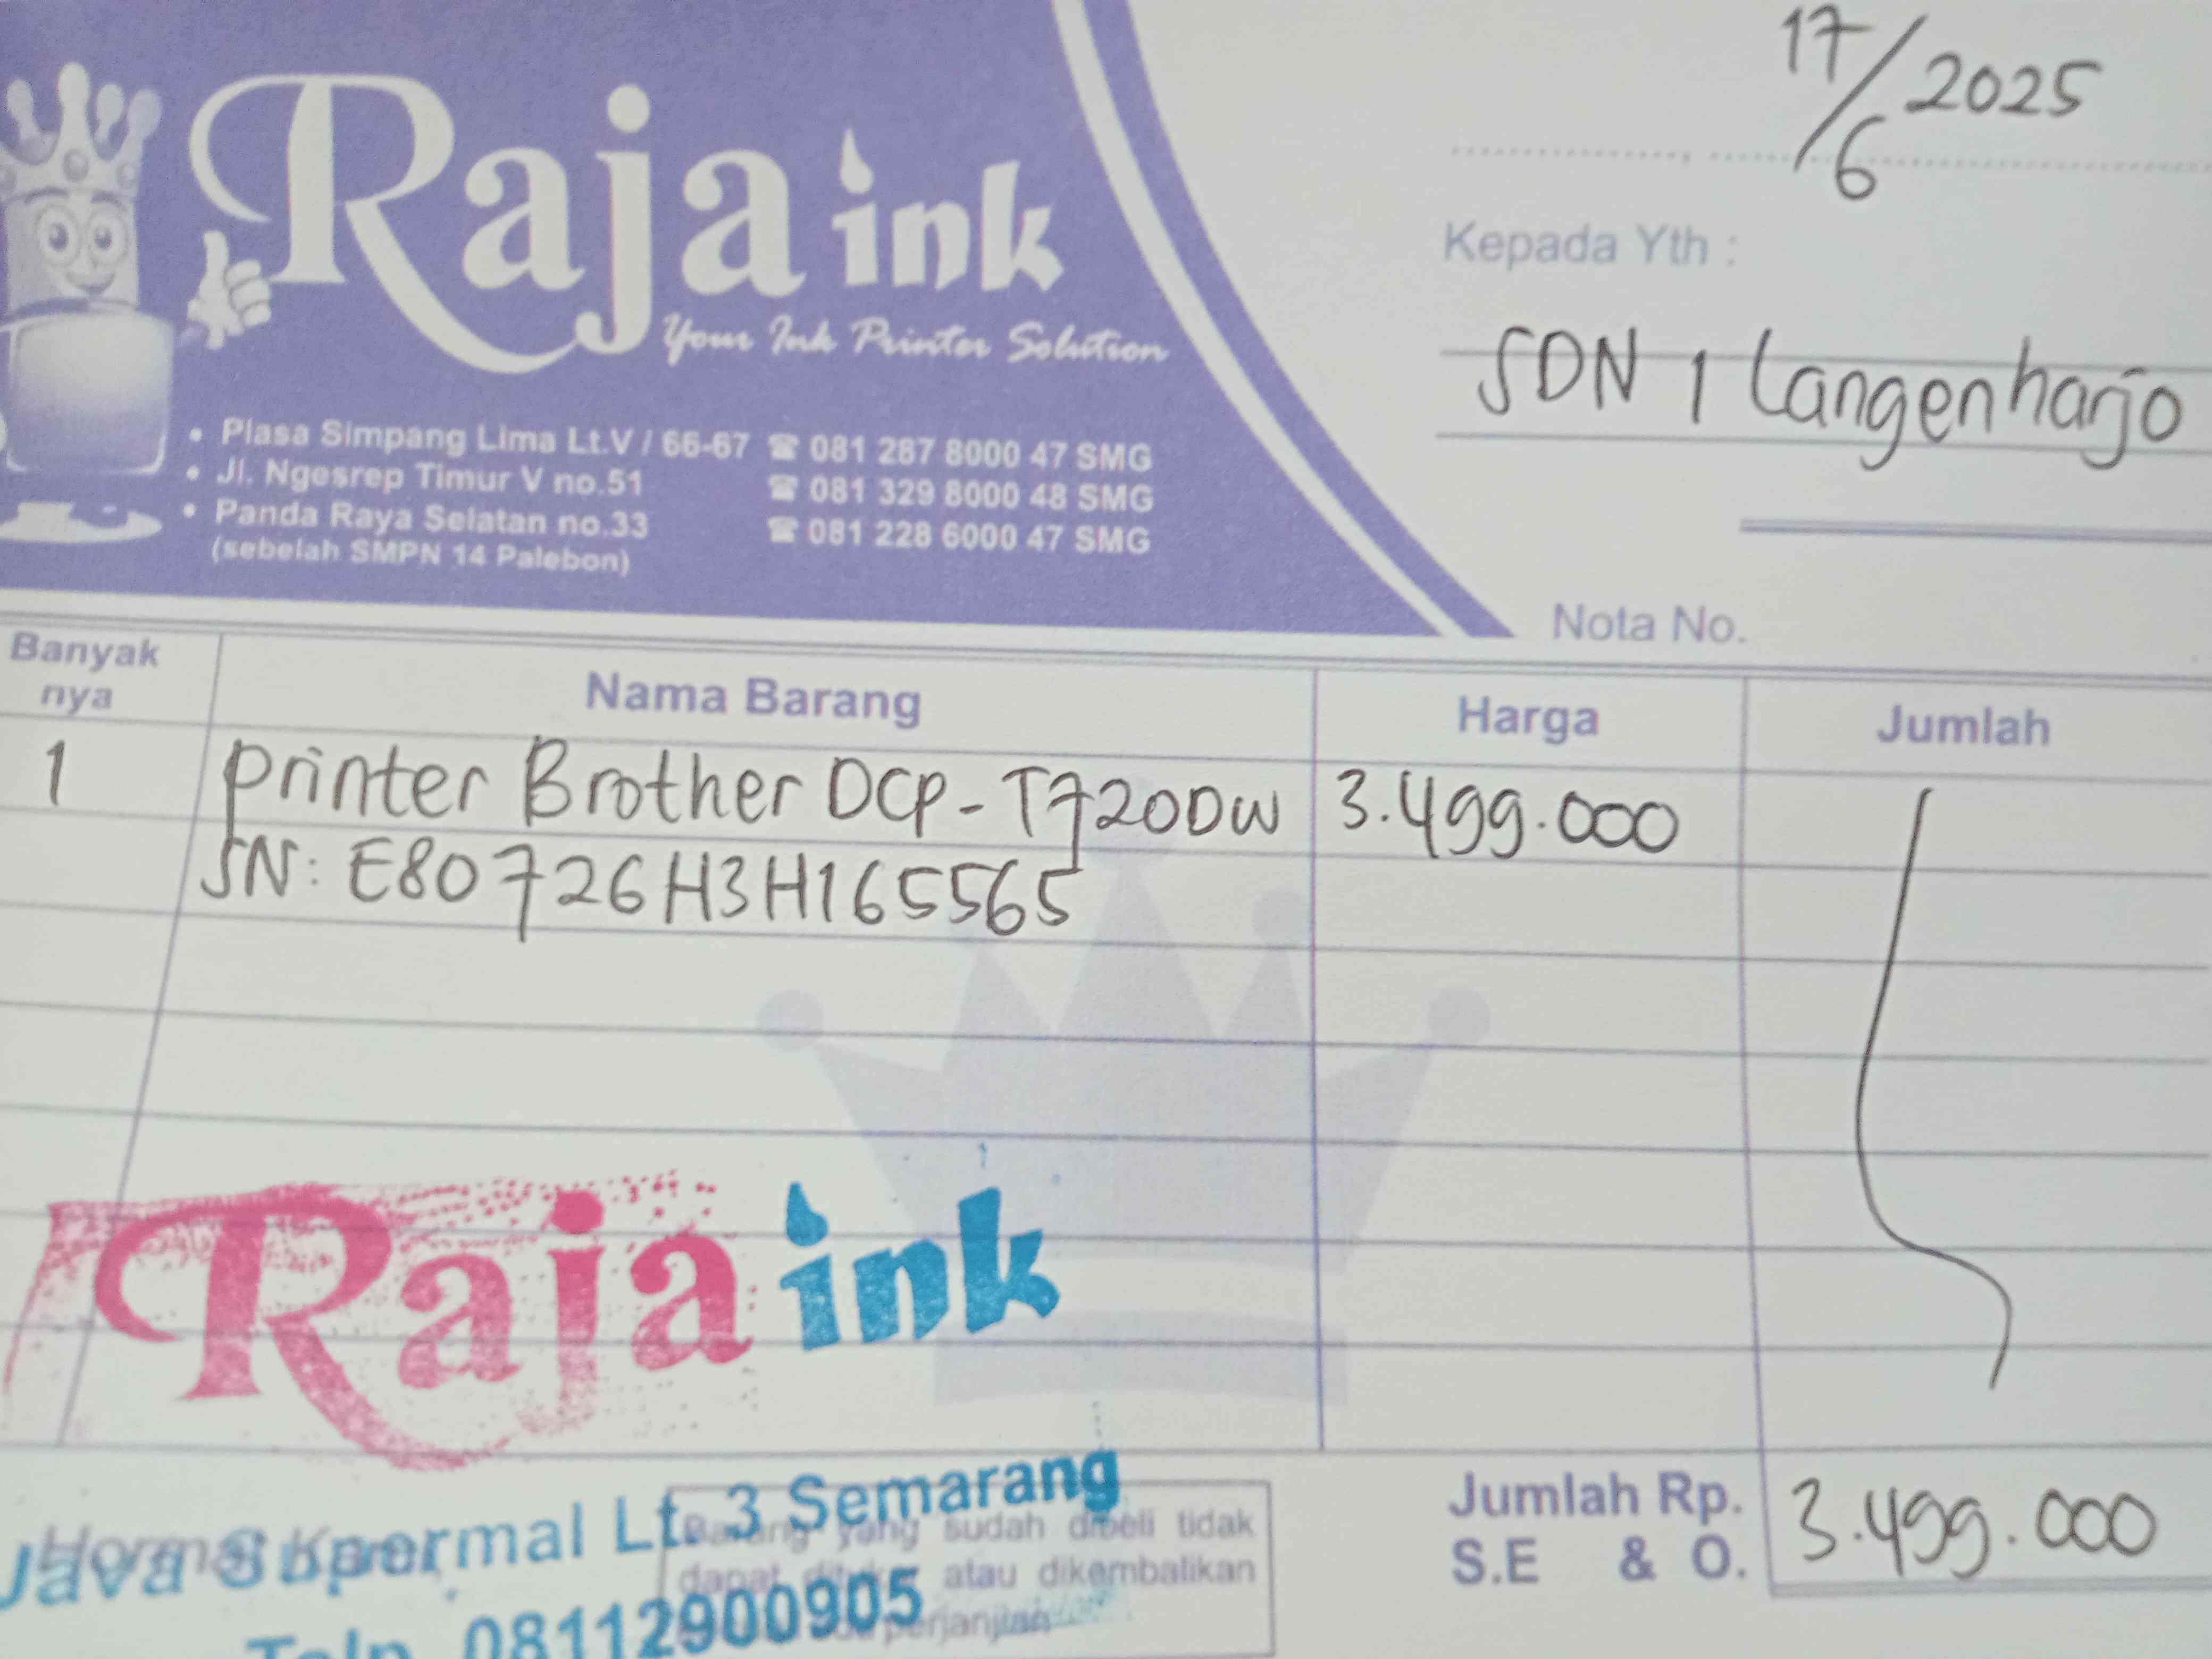 Raja ink
Your Ink Printer Solution
• Plasa Simpang Lima Lt.V / 66-67 ☎ 081 287 8000 47 SMG
• Jl. Ngesrep Timur V no.51 ☎ 081 329 8000 48 SMG
• Panda Raya Selatan no.33 ☎ 081 228 6000 47 SMG
(sebelah SMPN 14 Palebon)
17/6 2025
Kepada Yth :
SDN 1 Langenharjo
Nota No.
Banyak nya Nama Barang Harga Jumlah
1 Printer Brother DCP-T720DW 3.499.000
SN: E80726H3H165565
Raja ink
Java Supermal Lt. 3 Semarang
Telp. 08112900905
Hormat Kami
Barang yang sudah dibeli tidak
dapat ditukar atau dikembalikan
perjanjian
Jumlah Rp. 3.499.000
S.E & O.